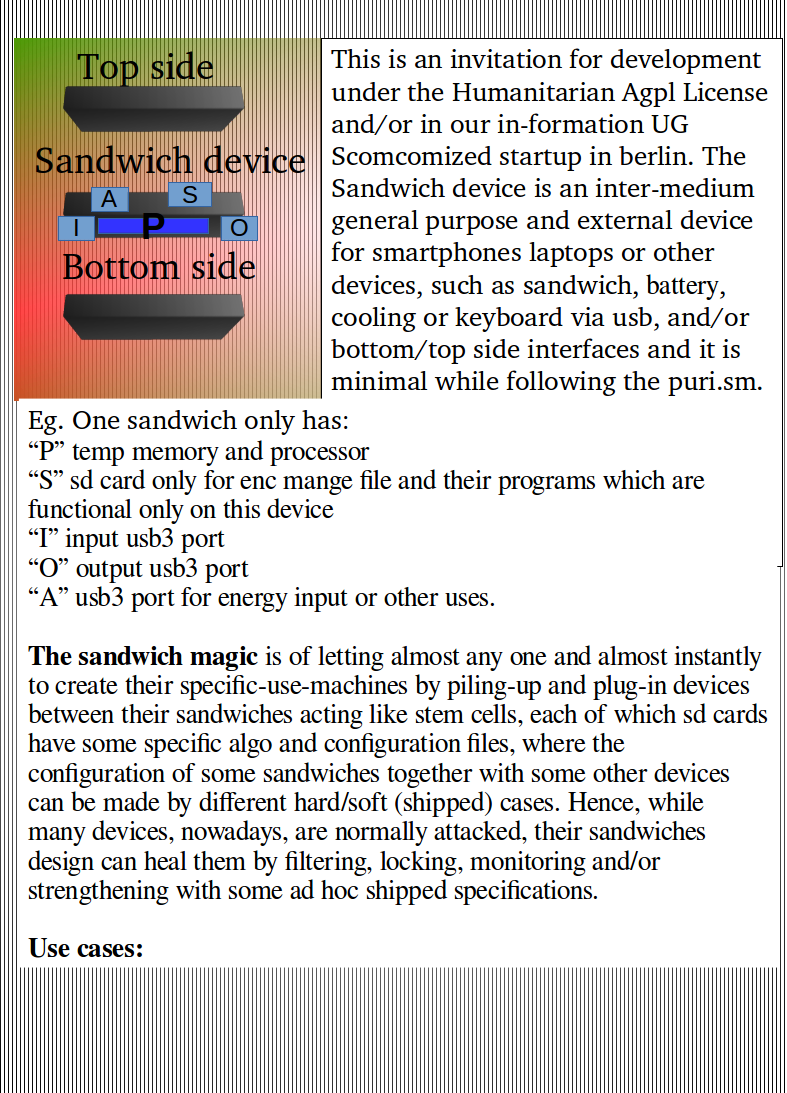 Top side
Sandwich device
A
S
I
P
O
Bottom side
This is an invitation for development
under the Humanitarian Agpl License
and/or in our in-formation UG
Scomcomized startup in berlin. The
Sandwich device is an inter-medium
general purpose and external device
for smartphones laptops or other
devices, such as sandwich, battery,
cooling or keyboard via usb, and/or
bottom/top side interfaces and it is
minimal while following the puri.sm.
Eg. One sandwich only has:
“P” temp memory and processor
“S” sd card only for enc mange file and their programs which are
functional only on this device
“I” input usb3 port
“O” output usb3 port
“A” usb3 port for energy input or other uses.
The sandwich magic is of letting almost any one and almost instantly
to create their specific-use-machines by piling-up and plug-in devices
between their sandwiches acting like stem cells, each of which sd cards
have some specific algo and configuration files, where the
configuration of some sandwiches together with some other devices
can be made by different hard/soft (shipped) cases. Hence, while
many devices, nowadays, are normally attacked, their sandwiches
design can heal them by filtering, locking, monitoring and/or
strengthening with some ad hoc shipped specifications.
Use cases: